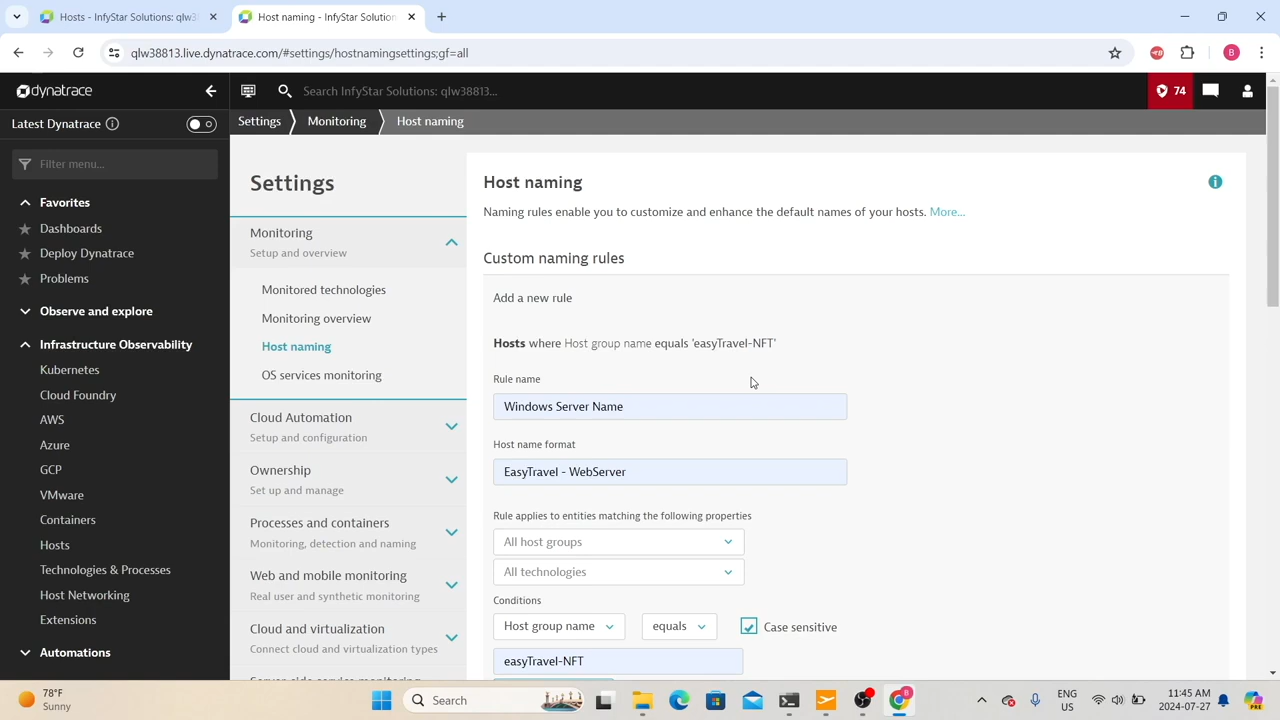 Hosts - InfyStar Solutions: qlw3
Host naming - InfyStar Solution
qlw38813.live.dynatrace.com/#settings/hostnamingsettings;gf=all
B
dynatrace
Search InfyStar Solutions: qlw38813...
74
Latest Dynatrace
Settings
Monitoring
Host naming
Filter menu...
Favorites
Dashboards
Deploy Dynatrace
Problems
Observe and explore
Infrastructure Observability
Kubernetes
Cloud Foundry
AWS
Azure
GCP
VMware
Containers
Hosts
Technologies & Processes
Host Networking
Extensions
Automations
Settings
Monitoring
Setup and overview
Monitored technologies
Monitoring overview
Host naming
OS services monitoring
Cloud Automation
Setup and configuration
Ownership
Set up and manage
Processes and containers
Monitoring, detection and naming
Web and mobile monitoring
Real user and synthetic monitoring
Cloud and virtualization
Connect cloud and virtualization types
Server-side service monitoring
Host naming
Naming rules enable you to customize and enhance the default names of your hosts. More...
Custom naming rules
Add a new rule
Hosts where Host group name equals 'easyTravel-NFT'
Rule name
Windows Server Name
Host name format
EasyTravel - WebServer
Rule applies to entities matching the following properties
All host groups
All technologies
Conditions
Host group name
equals
Case sensitive
easyTravel-NFT
78°F
Sunny
Search
ENG
US
11:45 AM
2024-07-27